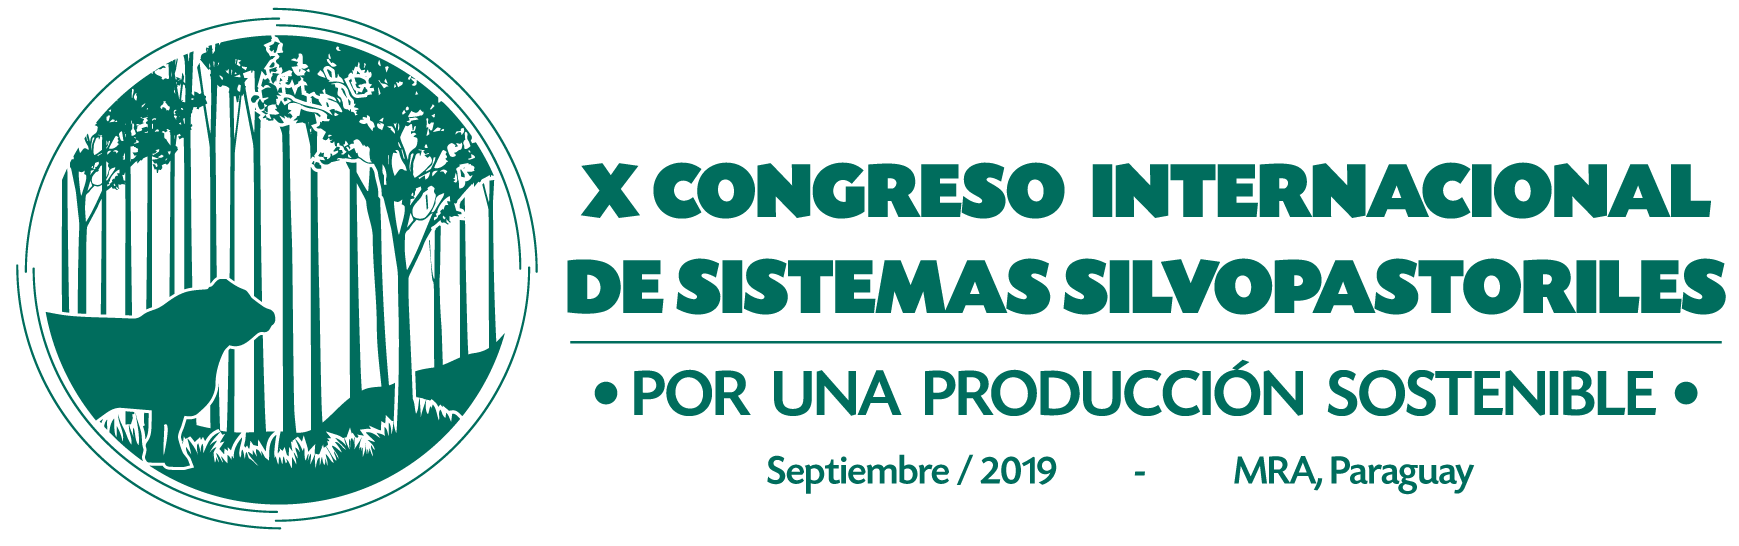 X CONGRESO INTERNACIONAL
DE SISTEMAS SILVOPASTORILES
• POR UNA PRODUCCIÓN SOSTENIBLE •
Septiembre / 2019 - MRA, Paraguay